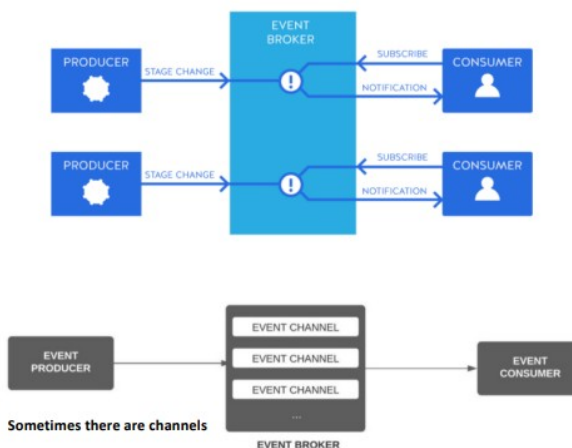 EVENT
BROKER
PRODUCER
STAGE CHANGE
SUBSCRIBE
CONSUMER
NOTIFICATION
PRODUCER
STAGE CHANGE
SUBSCRIBE
CONSUMER
NOTIFICATION
EVENT
PRODUCER
EVENT CHANNEL
EVENT CHANNEL
EVENT CHANNEL
...
EVENT
CONSUMER
Sometimes there are channels
EVENT BROKER